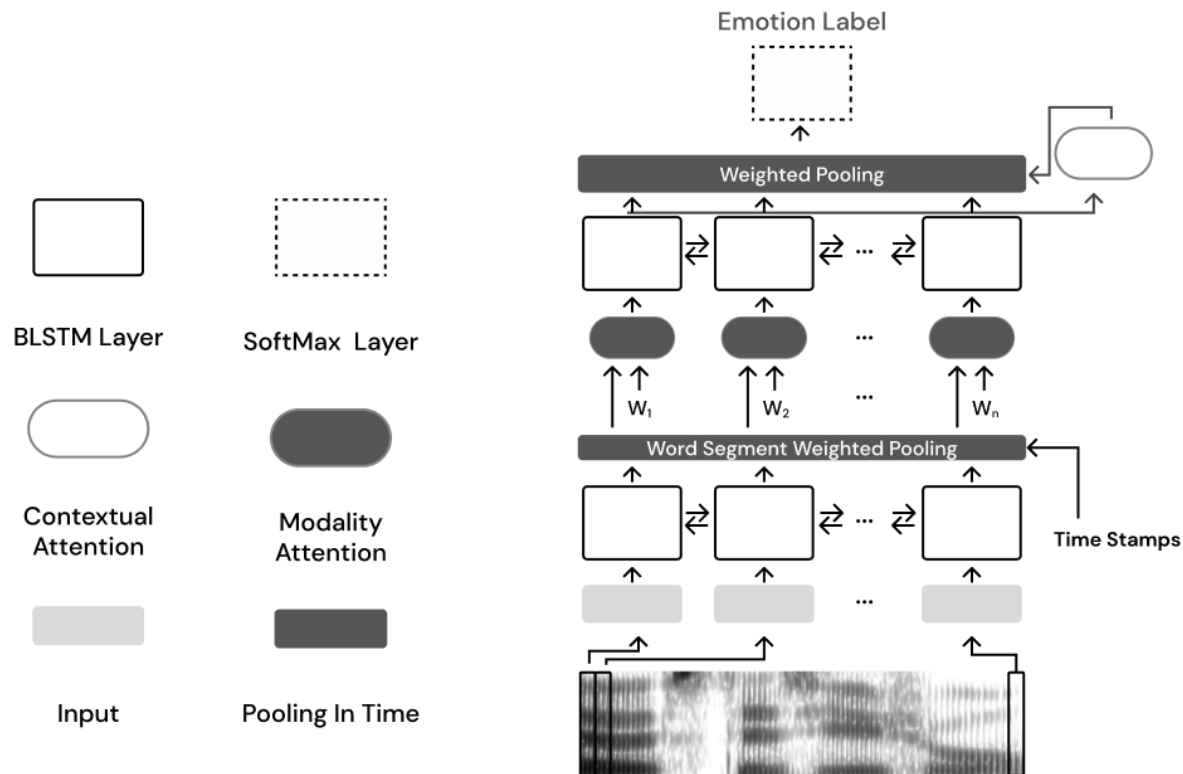 Emotion Label
Weighted Pooling
BLSTM Layer
SoftMax Layer
...
...
W₁
W₂
...
Wₙ
Word Segment Weighted Pooling
Contextual
Attention
Modality
Attention
...
Time Stamps
...
Input
Pooling In Time